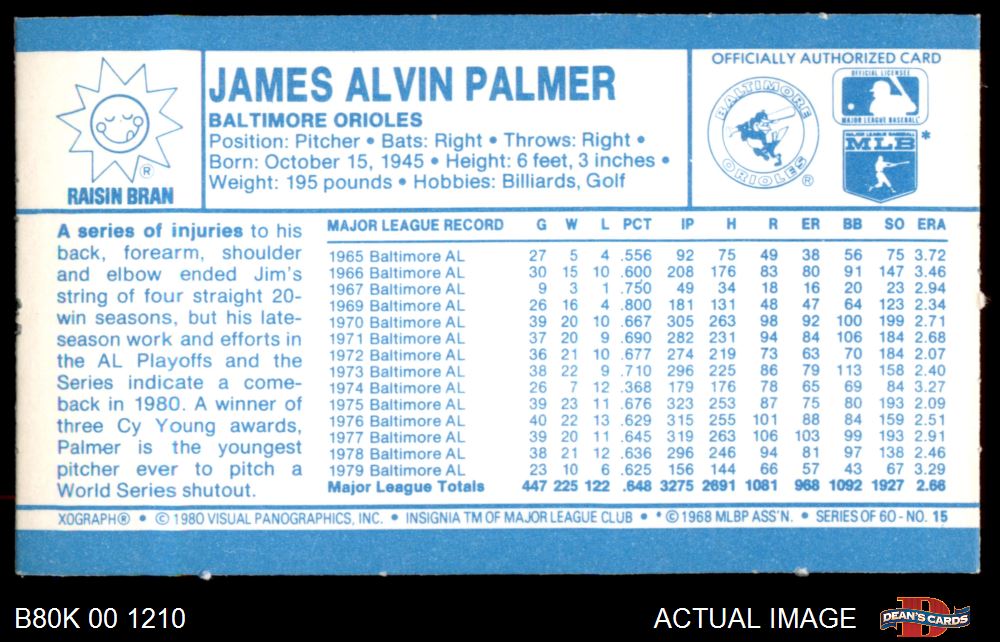 JAMES ALVIN PALMER
BALTIMORE ORIOLES
Position: Pitcher • Bats: Right • Throws: Right •
Born: October 15, 1945 • Height: 6 feet, 3 inches •
Weight: 195 pounds • Hobbies: Billiards, Golf
®
RAISIN BRAN
OFFICIALLY AUTHORIZED CARD
BALTIMORE
ORIOLES
®
OFFICIAL LICENSEE
MAJOR LEAGUE BASEBALL
MAJOR LEAGUE BASEBALL
MLB *
A series of injuries to his
back, forearm, shoulder
and elbow ended Jim's
string of four straight 20-
win seasons, but his late-
season work and efforts in
the AL Playoffs and the
Series indicate a come-
back in 1980. A winner of
three Cy Young awards,
Palmer is the youngest
pitcher ever to pitch a
World Series shutout.
MAJOR LEAGUE RECORD G W L PCT IP H R ER BB SO ERA
1965 Baltimore AL 27 5 4 .556 92 75 49 38 56 75 3.72
1966 Baltimore AL 30 15 10 .600 208 176 83 80 91 147 3.46
1967 Baltimore AL 9 3 1 .750 49 34 18 16 20 23 2.94
1969 Baltimore AL 26 16 4 .800 181 131 48 47 64 123 2.34
1970 Baltimore AL 39 20 10 .667 305 263 98 92 100 199 2.71
1971 Baltimore AL 37 20 9 .690 282 231 94 84 106 184 2.68
1972 Baltimore AL 36 21 10 .677 274 219 73 63 70 184 2.07
1973 Baltimore AL 38 22 9 .710 296 225 86 79 113 158 2.40
1974 Baltimore AL 26 7 12 .368 179 176 78 65 69 84 3.27
1975 Baltimore AL 39 23 11 .676 323 253 87 75 80 193 2.09
1976 Baltimore AL 40 22 13 .629 315 255 101 88 84 159 2.51
1977 Baltimore AL 39 20 11 .645 319 263 106 103 99 193 2.91
1978 Baltimore AL 38 21 12 .636 296 246 94 81 97 138 2.46
1979 Baltimore AL 23 10 6 .625 156 144 66 57 43 67 3.29
Major League Totals 447 225 122 .648 3275 2691 1081 968 1092 1927 2.66
XOGRAPH® • © 1980 VISUAL PANOGRAPHICS, INC. • INSIGNIA TM OF MAJOR LEAGUE CLUB • * © 1968 MLBP ASS'N. • SERIES OF 60 - NO. 15
B80K 00 1210
ACTUAL IMAGE
DEAN'S CARDS